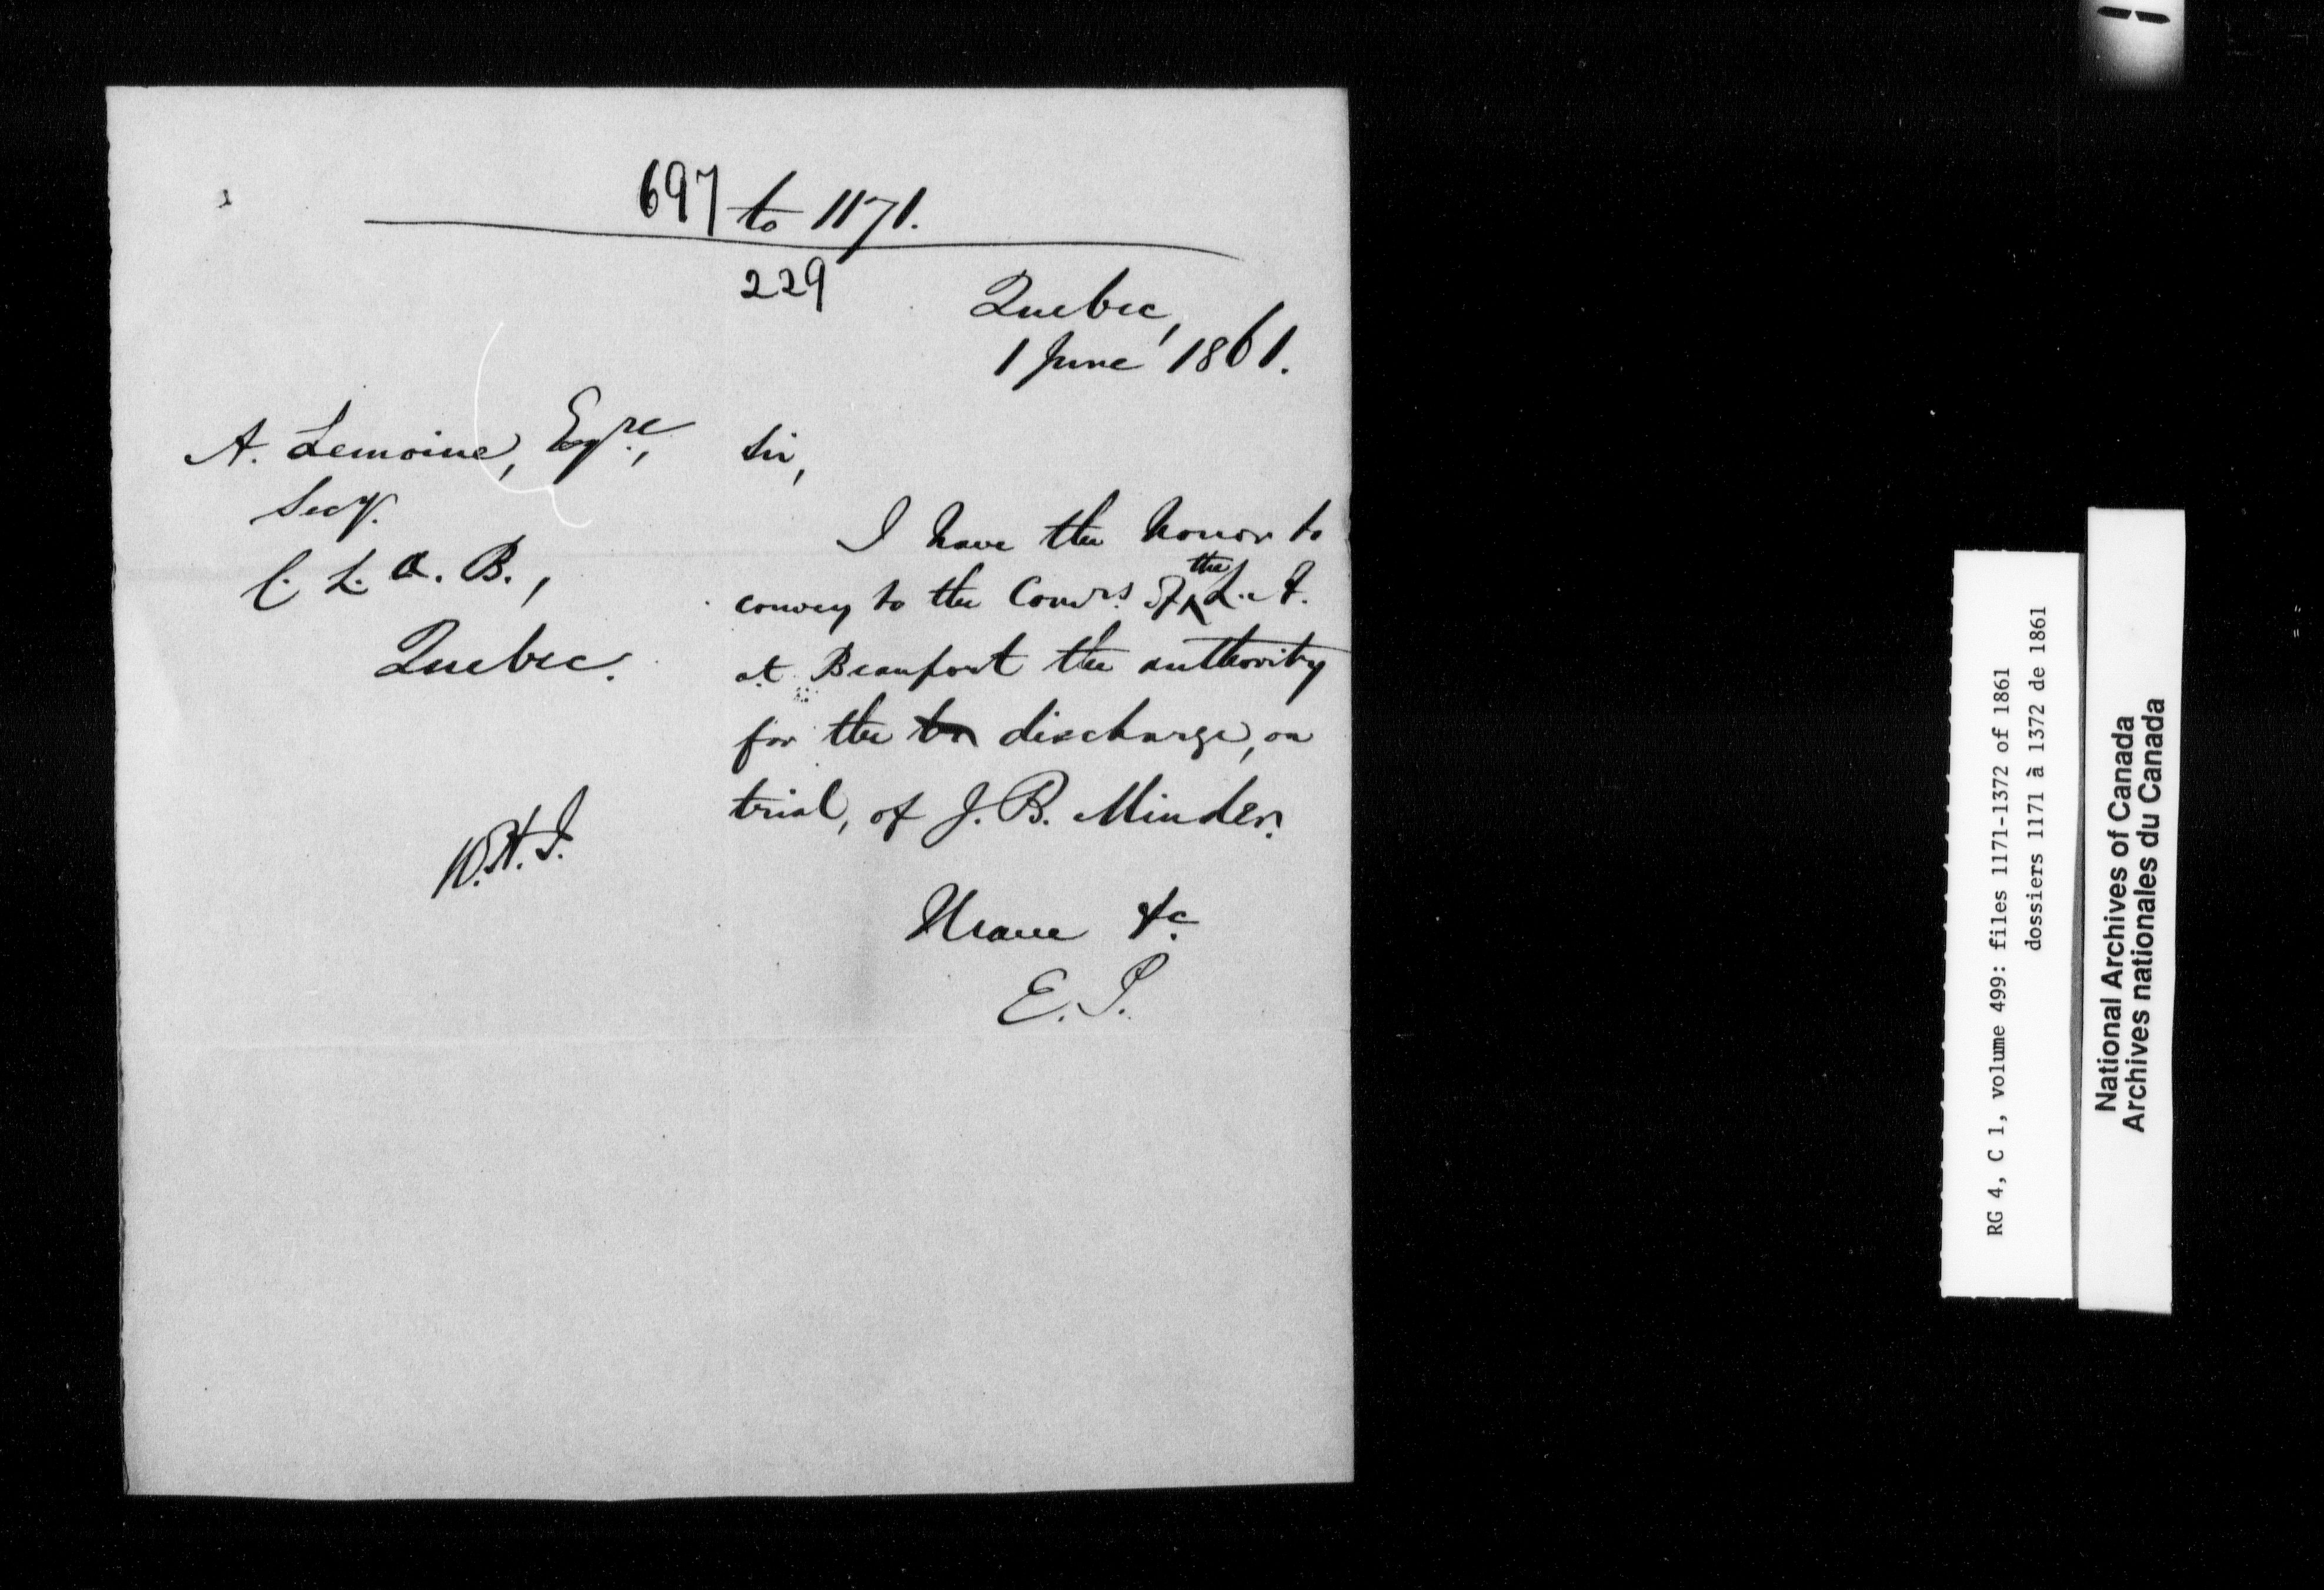 697 to 1171.
229
Quebec,
1 June 1861.
A. Lemoine, Esqre.,
Secy.
C. L. A. B.,
Quebec.
Sir,
I have the honor to
convey to the Comrs. of the L. A.
at Beauport the authority
for the discharge, on
trial, of J. B. Minder.
W. H. J.
I have &c.
E. P.
RG 4, C 1, volume 499: files 1171-1372 of 1861
dossiers 1171 à 1372 de 1861
National Archives of Canada
Archives nationales du Canada